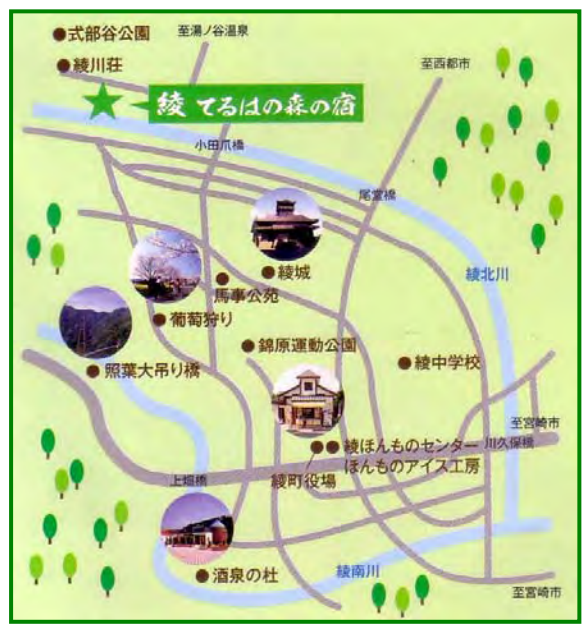 ●式部谷公園
至湯ノ谷温泉
●綾川荘
至西都市
綾 てるはの森の宿
小田爪橋
尾堂橋
綾北川
●綾城
●馬事公苑
●葡萄狩り
●錦原運動公園
●綾中学校
●照葉大吊り橋
至宮崎市
●●綾ほんものセンター
川久保橋
ほんものアイス工房
綾町役場
上畑橋
●酒泉の杜
綾南川
至宮崎市